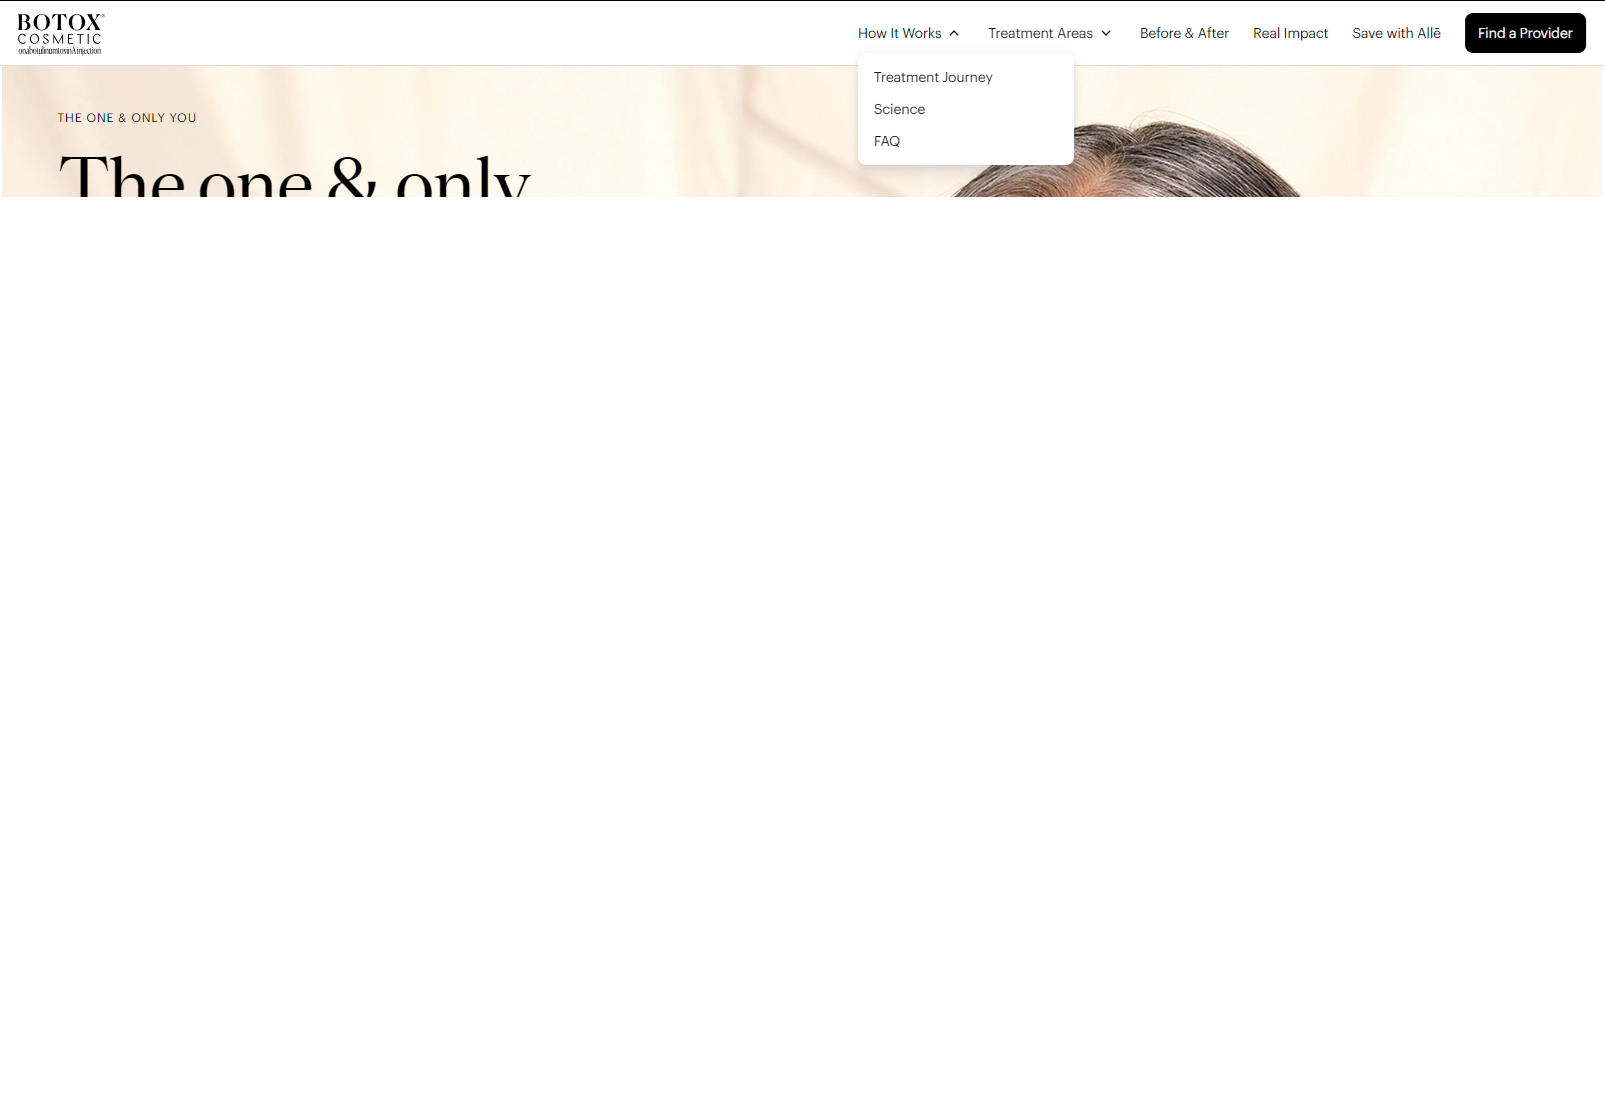 BOTOX®
COSMETIC
onabotulinumtoxinA injection
How It Works
Treatment Areas
Before & After
Real Impact
Save with Allē
Find a Provider
Treatment Journey
Science
FAQ
THE ONE & ONLY YOU
The one & only